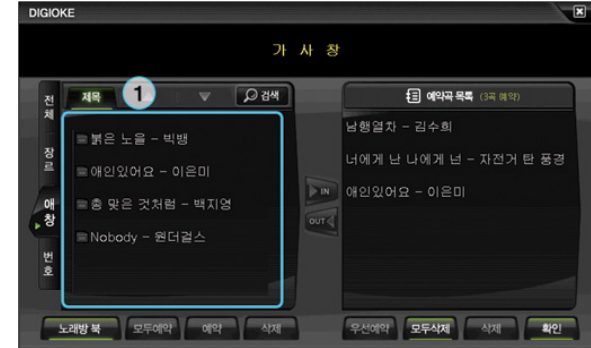 DIGIOKE
가 사 창
전체
장르
애창
번호
제목
1
검색
붉은 노을 - 빅뱅
애인있어요 - 이은미
총 맞은 것처럼 - 백지영
Nobody - 원더걸스
IN
OUT
예약곡 목록 (3곡 예약)
남행열차 - 김수희
너에게 난 나에게 넌 - 자전거 탄 풍경
애인있어요 - 이은미
노래방 북 모두예약 예약 삭제
우선예약 모두삭제 삭제 확인